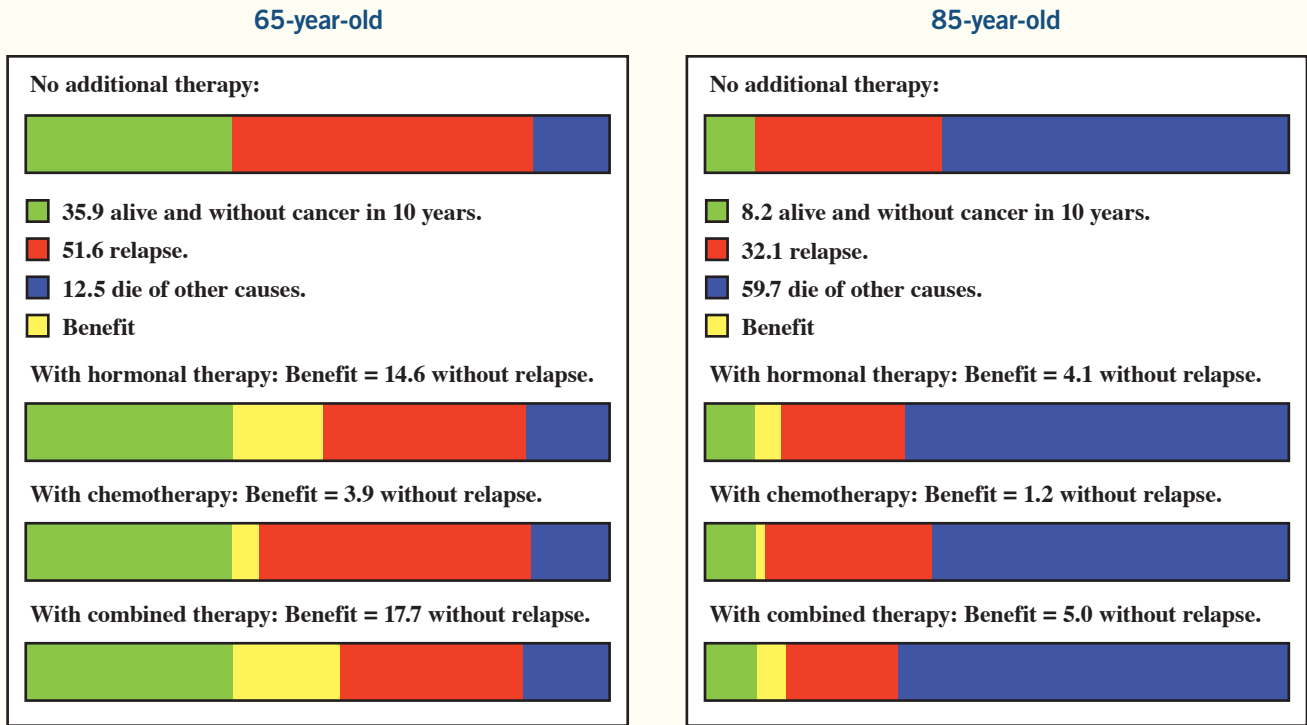 65-year-old
No additional therapy:
35.9 alive and without cancer in 10 years.
51.6 relapse.
12.5 die of other causes.
Benefit
With hormonal therapy: Benefit = 14.6 without relapse.
With chemotherapy: Benefit = 3.9 without relapse.
With combined therapy: Benefit = 17.7 without relapse.
85-year-old
No additional therapy:
8.2 alive and without cancer in 10 years.
32.1 relapse.
59.7 die of other causes.
Benefit
With hormonal therapy: Benefit = 4.1 without relapse.
With chemotherapy: Benefit = 1.2 without relapse.
With combined therapy: Benefit = 5.0 without relapse.